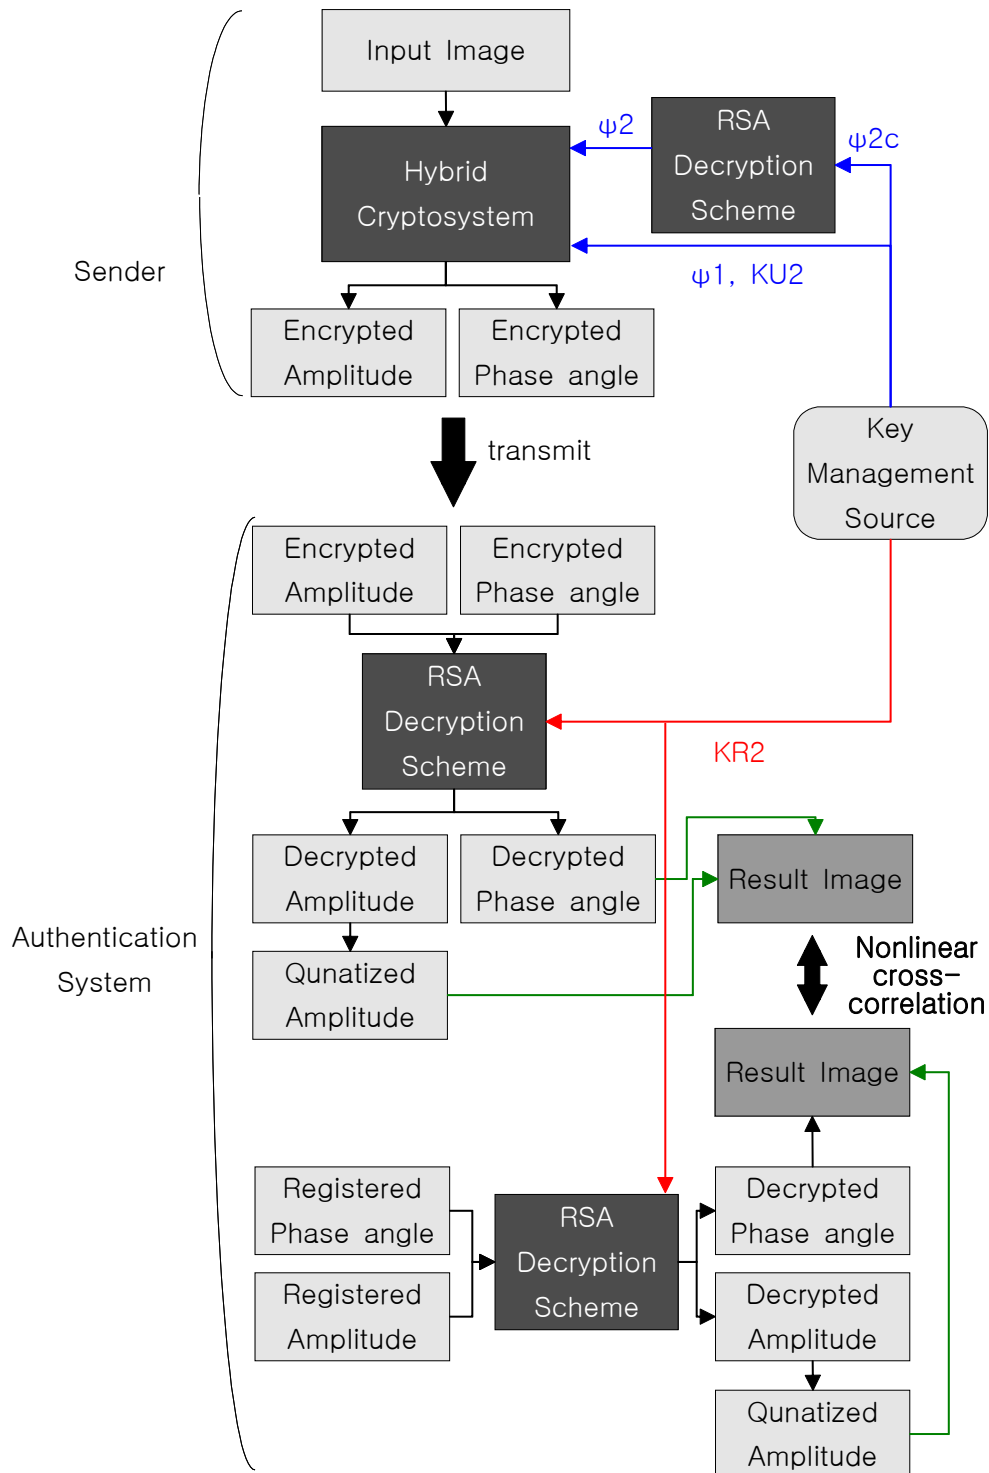 Input Image
ψ2
RSA
Decryption
Scheme
ψ2c
Hybrid
Cryptosystem
Sender
ψ1, KU2
Encrypted
Amplitude
Encrypted
Phase angle
transmit
Key
Management
Source
Encrypted
Amplitude
Encrypted
Phase angle
RSA
Decryption
Scheme
KR2
Decrypted
Amplitude
Decrypted
Phase angle
Result Image
Authentication
System
Qunatized
Amplitude
Nonlinear
cross-
correlation
Result Image
Registered
Phase angle
RSA
Decryption
Scheme
Decrypted
Phase angle
Registered
Amplitude
Decrypted
Amplitude
Qunatized
Amplitude